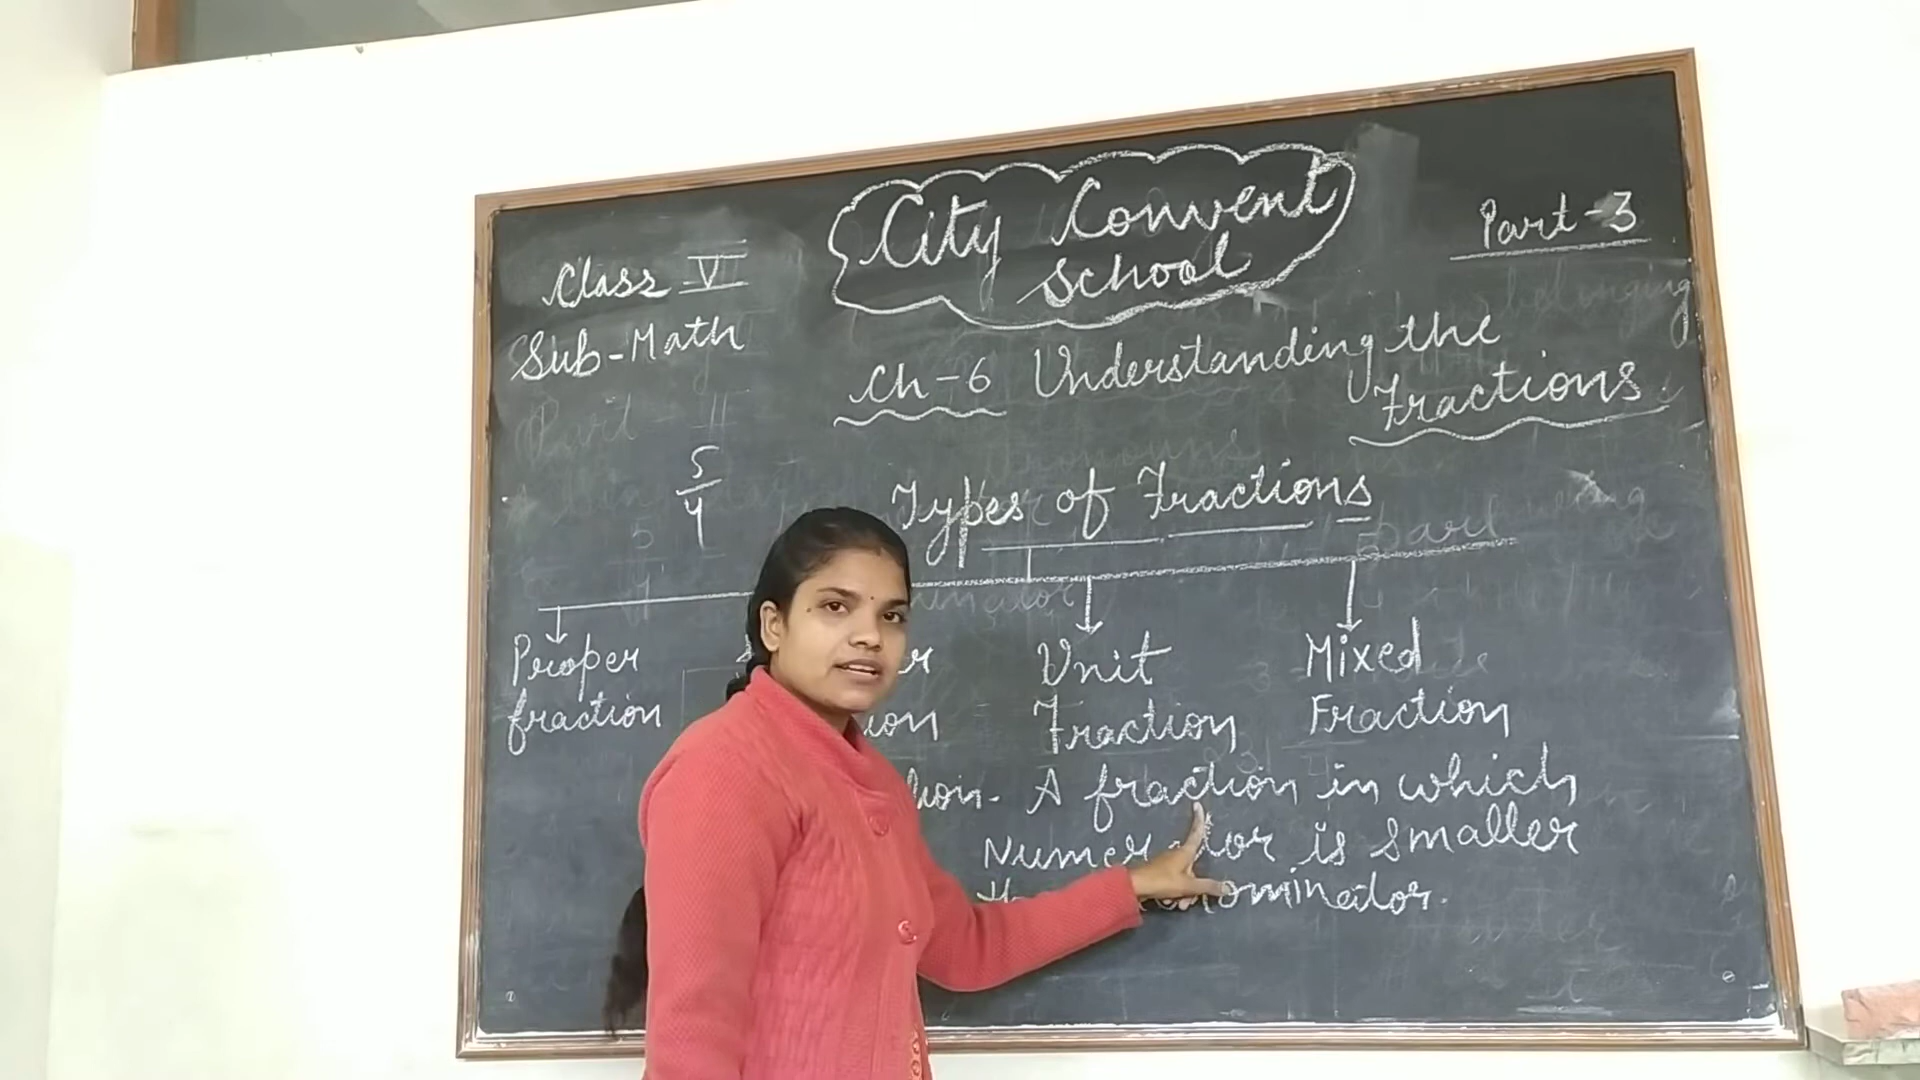 City Convent
School
Part-3
Class V
Sub-Math
Ch-6 Understanding the
Fractions
5
4
Types of Fractions
Proper
fraction
Unit
Fraction
Mixed
Fraction
A fraction in which
Numerator is smaller